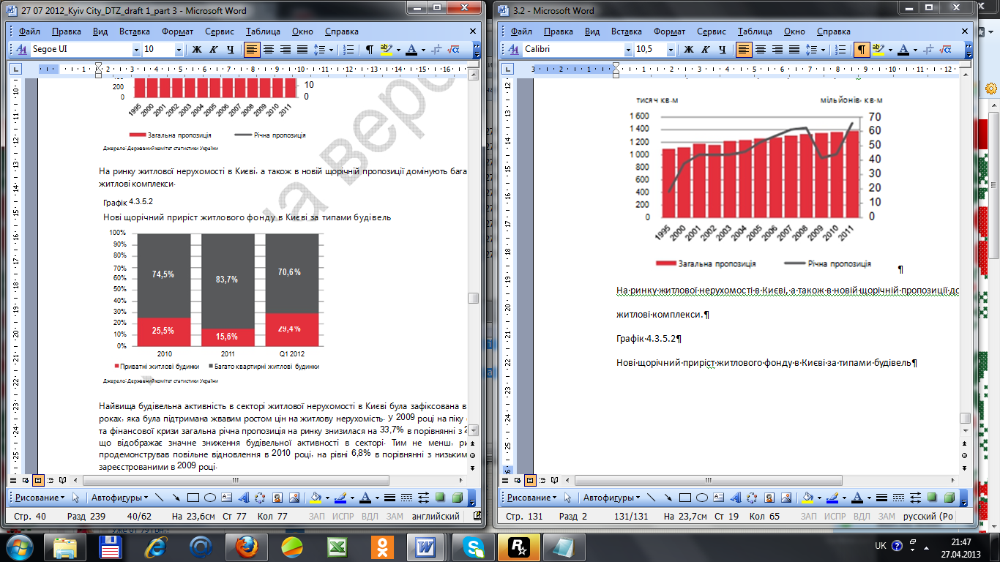 27 07 2012_Kyiv City_DTZ_draft 1_part 3 - Microsoft Word
Файл Правка Вид Вставка Формат Сервис Таблица Окно Справка
Segoe UI 10 Ж К Ч
200
0
10
0
1995 2000 2001 2002 2003 2004 2005 2006 2007 2008 2009 2010 2011
Загальна пропозиція Річна пропозиція
Джерело: Державний комітет статистики України
На ринку житлової нерухомості в Києві, а також в новій щорічній пропозиції домінують бага
житлові комплекси.
Графік 4.3.5.2
Нові щорічний приріст житлового фонду в Києві за типами будівель
100%
90%
80%
70%
60%
50%
40%
30%
20%
10%
0%
74,5% 83,7% 70,6%
25,5% 15,6% 29,4%
2010 2011 Q1 2012
Приватні житлові будинки Багато квартирні житлові будинки
Джерело: Державний комітет статистики України
Найвища будівельна активність в секторі житлової нерухомості в Києві була зафіксована в
роках, яка була підтримана жвавим ростом цін на житлову нерухомість. У 2009 році на піку
та фінансової кризи загальна річна пропозиція на ринку знизилася на 33,7% в порівнянні з 2
що відображає значне зниження будівельної активності в секторі. Тим не менш, ри
продемонстрував повільне відновлення в 2010 році, на рівні 6,8% в порівнянні з низьким
зареєстрованими в 2009 році.
на верс
Рисование Автофигуры
Стр. 40 Разд 239 40/62 На 23,6см Ст 77 Кол 77 ЗАП ИСПР ВДЛ ЗАМ английский
3.2 - Microsoft Word
Файл Правка Вид Вставка Формат Сервис Таблица Окно Справка
Calibri 10,5 Ж К Ч
тисяч кв.м мільйонів кв.м
1 600
1 400
1 200
1 000
800
600
400
200
0
70
60
50
40
30
20
10
0
1995 2000 2001 2002 2003 2004 2005 2006 2007 2008 2009 2010 2011
Загальна пропозиція Річна пропозиція ¶
На·ринку·житлової·нерухомості·в·Києві,·а·також·в·новій·щорічній·пропозиції·до
житлові·комплекси.¶
Графік·4.3.5.2¶
Нові·щорічний·приріст·житлового·фонду·в·Києві·за·типами·будівель¶
Рисование Автофигуры
Стр. 131 Разд 2 131/131 На 23,7см Ст 19 Кол 65 ЗАП ИСПР ВДЛ ЗАМ русский (Ро
UK 21:47
27.04.2013